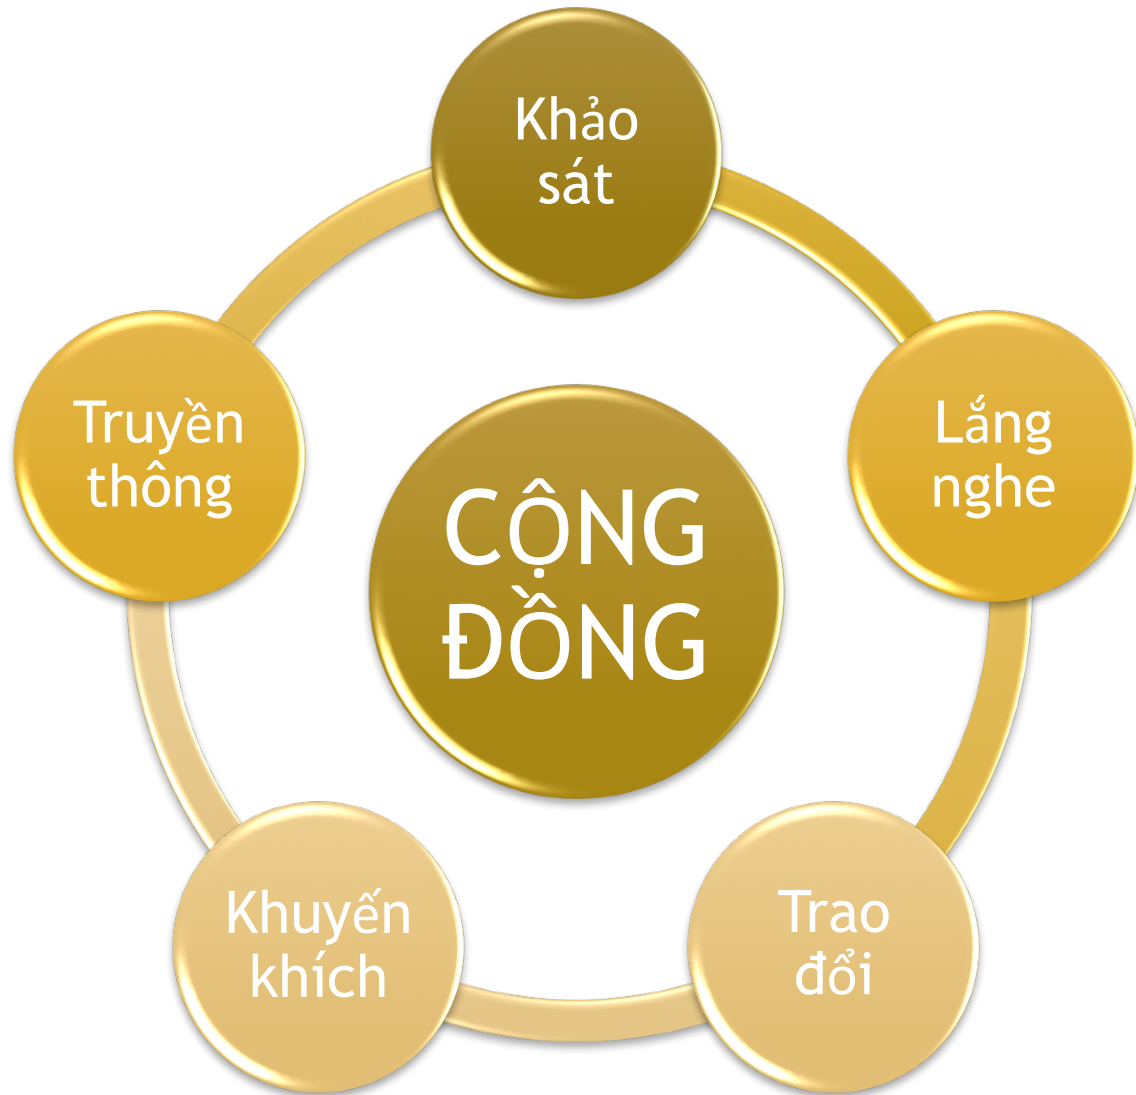 Khảo
sát
Lắng
nghe
Trao
đổi
Khuyến
khích
Truyền
thông
CỘNG
ĐỒNG